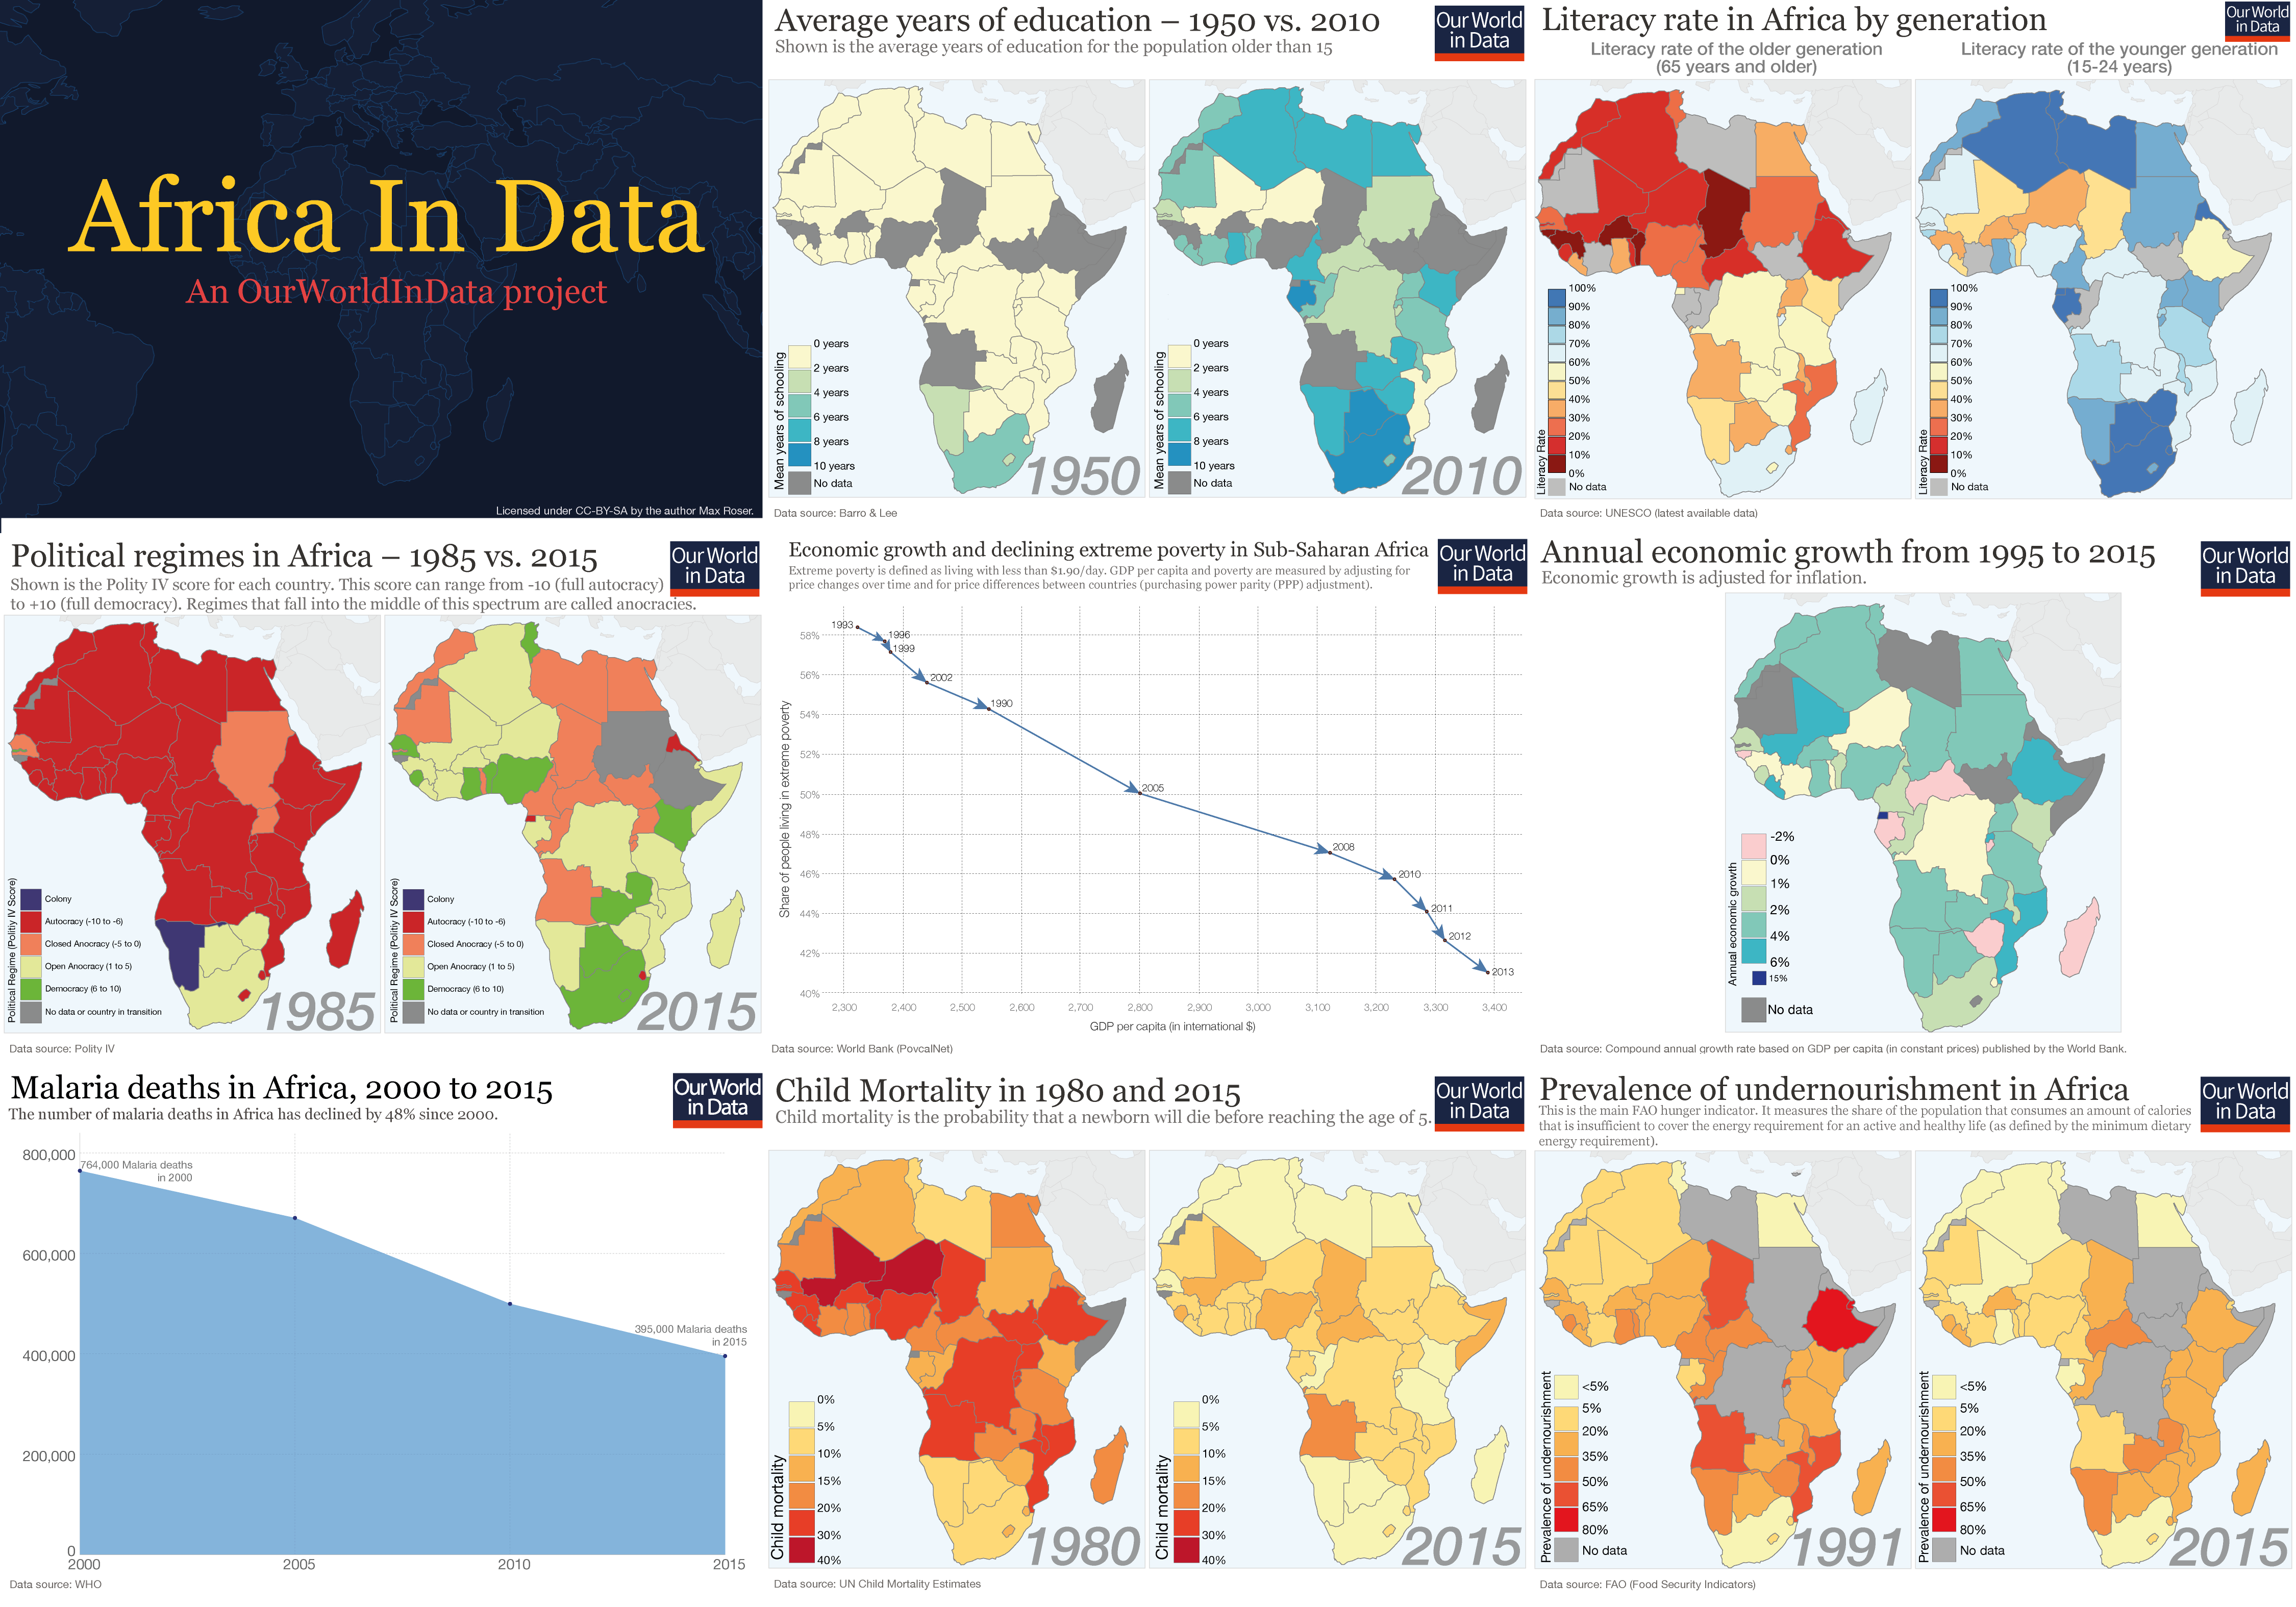 Africa In Data
An OurWorldInData project
Licensed under CC-BY-SA by the author Max Roser.
Average years of education – 1950 vs. 2010
Shown is the average years of education for the population older than 15
Our World
in Data
Mean years of schooling
0 years
2 years
4 years
6 years
8 years
10 years
No data
1950
Mean years of schooling
0 years
2 years
4 years
6 years
8 years
10 years
No data
2010
Data source: Barro & Lee
Literacy rate in Africa by generation
Our World
in Data
Literacy rate of the older generation
(65 years and older)
Literacy rate of the younger generation
(15-24 years)
Literacy Rate
100%
90%
80%
70%
60%
50%
40%
30%
20%
10%
0%
No data
Literacy Rate
100%
90%
80%
70%
60%
50%
40%
30%
20%
10%
0%
No data
Data source: UNESCO (latest available data)
Political regimes in Africa – 1985 vs. 2015
Shown is the Polity IV score for each country. This score can range from -10 (full autocracy)
to +10 (full democracy). Regimes that fall into the middle of this spectrum are called anocracies.
Our World
in Data
Political Regime (Polity IV Score)
Colony
Autocracy (-10 to -6)
Closed Anocracy (-5 to 0)
Open Anocracy (1 to 5)
Democracy (6 to 10)
No data or country in transition
1985
Political Regime (Polity IV Score)
Colony
Autocracy (-10 to -6)
Closed Anocracy (-5 to 0)
Open Anocracy (1 to 5)
Democracy (6 to 10)
No data or country in transition
2015
Data source: Polity IV
Economic growth and declining extreme poverty in Sub-Saharan Africa
Extreme poverty is defined as living with less than $1.90/day. GDP per capita and poverty are measured by adjusting for
price changes over time and for price differences between countries (purchasing power parity (PPP) adjustment).
Our World
in Data
Share of people living in extreme poverty
58%
56%
54%
52%
50%
48%
46%
44%
42%
40%
1993
1996
1999
2002
1990
2005
2008
2010
2011
2012
2013
2,300
2,400
2,500
2,600
2,700
2,800
2,900
3,000
3,100
3,200
3,300
3,400
GDP per capita (in international $)
Data source: World Bank (PovcalNet)
Annual economic growth from 1995 to 2015
Economic growth is adjusted for inflation.
Our World
in Data
Annual economic growth
-2%
0%
1%
2%
4%
6%
15%
No data
Data source: Compound annual growth rate based on GDP per capita (in constant prices) published by the World Bank.
Malaria deaths in Africa, 2000 to 2015
The number of malaria deaths in Africa has declined by 48% since 2000.
Our World
in Data
800,000
600,000
400,000
200,000
0
764,000 Malaria deaths
in 2000
395,000 Malaria deaths
in 2015
2000
2005
2010
2015
Data source: WHO
Child Mortality in 1980 and 2015
Child mortality is the probability that a newborn will die before reaching the age of 5.
Our World
in Data
Child mortality
0%
5%
10%
15%
20%
30%
40%
1980
Child mortality
0%
5%
10%
15%
20%
30%
40%
2015
Data source: UN Child Mortality Estimates
Prevalence of undernourishment in Africa
This is the main FAO hunger indicator. It measures the share of the population that consumes an amount of calories
that is insufficient to cover the energy requirement for an active and healthy life (as defined by the minimum dietary
energy requirement).
Our World
in Data
Prevalence of undernourishment
<5%
5%
20%
35%
50%
65%
80%
No data
1991
Prevalence of undernourishment
<5%
5%
20%
35%
50%
65%
80%
No data
2015
Data source: FAO (Food Security Indicators)